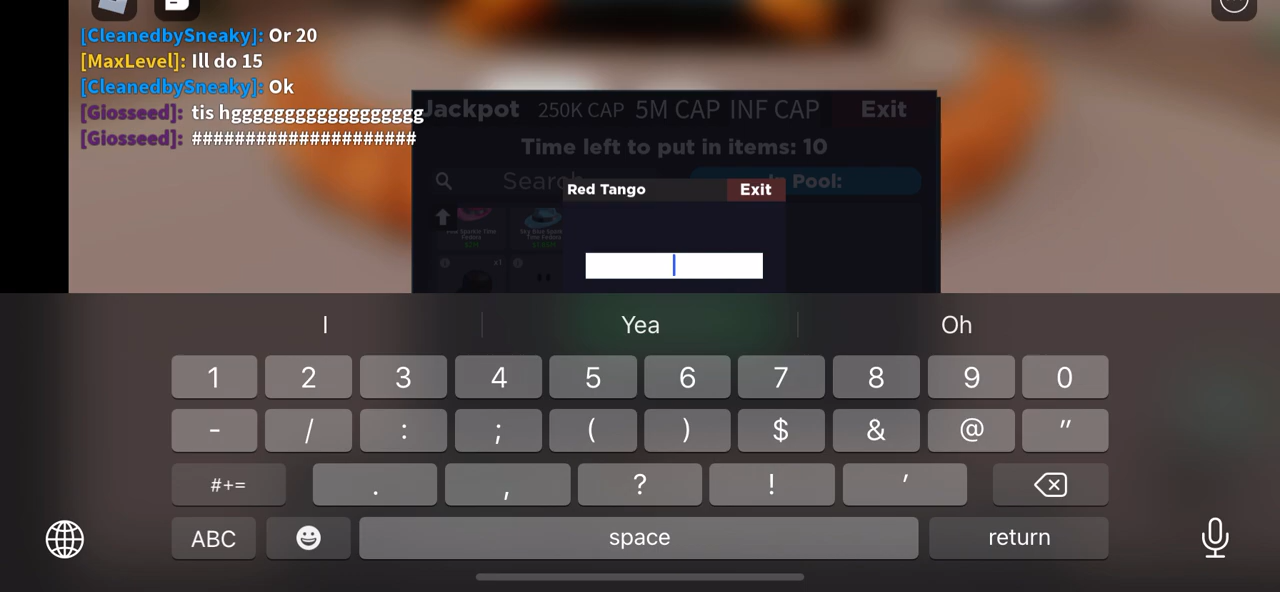 [CleanedbySneaky]: Or 20
[MaxLevel]: Ill do 15
[CleanedbySneaky]: Ok
[Giosseed]: tis hgggggggggggggggggg
[Giosseed]: #####################
Jackpot 250K CAP 5M CAP INF CAP Exit
Time left to put in items: 10
Search
Pool:
Red Tango Exit
x1
I Yea Oh
1 2 3 4 5 6 7 8 9 0
- / : ; ( ) $ & @ "
#+= . , ? ! '
ABC space return